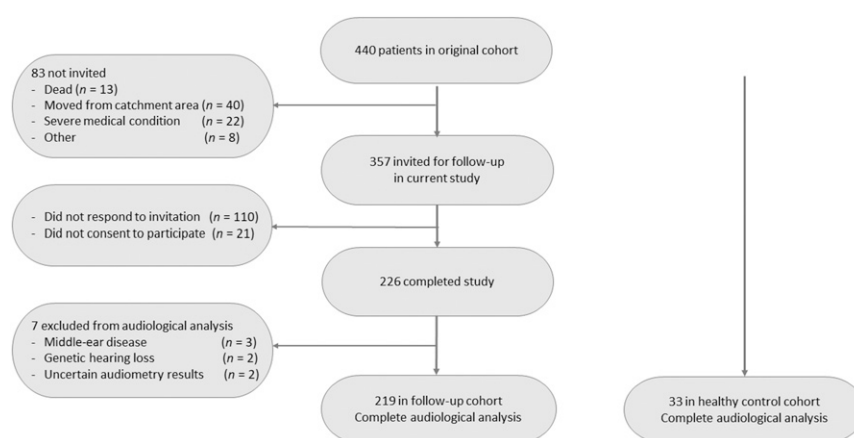 440 patients in original cohort
83 not invited
- Dead (n = 13)
- Moved from catchment area (n = 40)
- Severe medical condition (n = 22)
- Other (n = 8)
357 invited for follow-up
in current study
- Did not respond to invitation (n = 110)
- Did not consent to participate (n = 21)
226 completed study
7 excluded from audiological analysis
- Middle-ear disease (n = 3)
- Genetic hearing loss (n = 2)
- Uncertain audiometry results (n = 2)
219 in follow-up cohort
Complete audiological analysis
33 in healthy control cohort
Complete audiological analysis